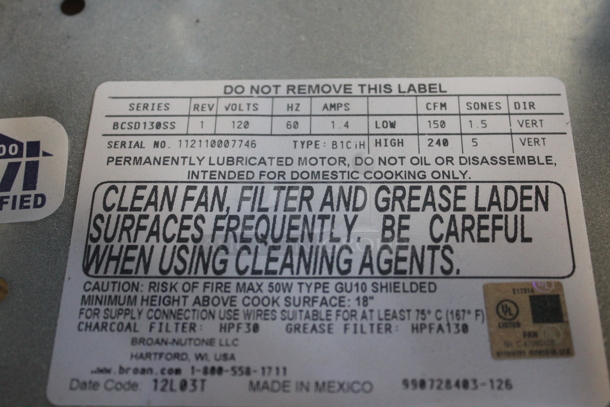 DO NOT REMOVE THIS LABEL
SERIES REV VOLTS HZ AMPS CFM SONES DIR
BCSD130SS 1 120 60 1.4 LOW 150 1.5 VERT
SERIAL NO. 112110007746 TYPE: B1CIH HIGH 240 5 VERT
PERMANENTLY LUBRICATED MOTOR, DO NOT OIL OR DISASSEMBLE,
INTENDED FOR DOMESTIC COOKING ONLY.
CLEAN FAN, FILTER AND GREASE LADEN
SURFACES FREQUENTLY. BE CAREFUL
WHEN USING CLEANING AGENTS.
CAUTION: RISK OF FIRE MAX 50W TYPE GU10 SHIELDED
MINIMUM HEIGHT ABOVE COOK SURFACE: 18"
FOR SUPPLY CONNECTION USE WIRES SUITABLE FOR AT LEAST 75° C (167° F)
CHARCOAL FILTER: HPF30 GREASE FILTER: HPFA130
BROAN-NUTONE LLC
HARTFORD, WI, USA
www.broan.com 1-800-558-1711
Date Code: 12L03T MADE IN MEXICO 990728403-126
UL
LISTED
FAN
VI
FIED